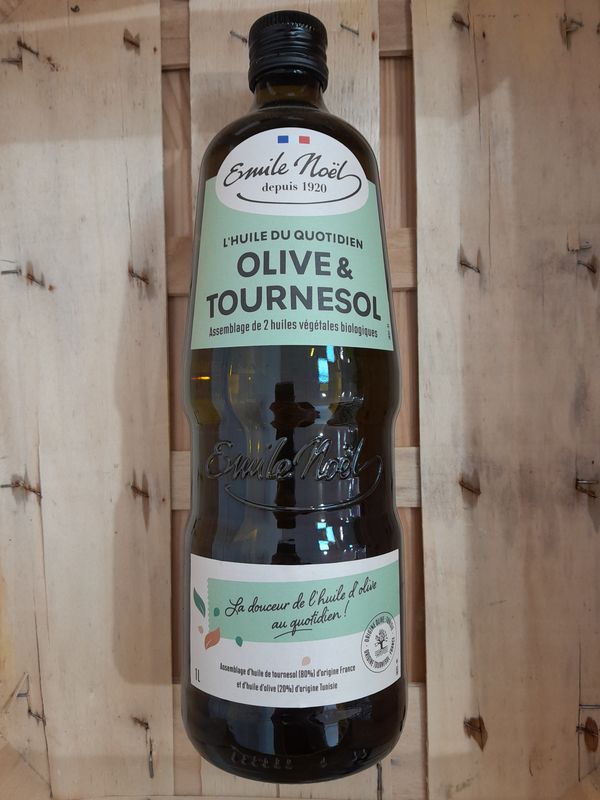 Emile Noël
depuis 1920
L'HUILE DU QUOTIDIEN
OLIVE &
TOURNESOL
Assemblage de 2 huiles végétales biologiques
Emile Noël
La douceur de l'huile d'olive
au quotidien !
Assemblage d'huile de tournesol (80%) d'origine France
et d'huile d'olive (20%) d'origine Tunisie
1L